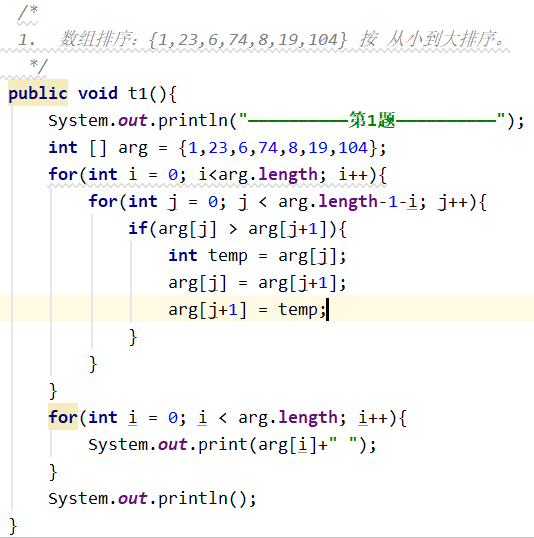 /*
1.  数组排序：{1,23,6,74,8,19,104} 按 从小到大排序。
*/
public void t1(){
System.out.println("——————————第1题——————————");
int [] arg = {1,23,6,74,8,19,104};
for(int i = 0; i<arg.length; i++){
for(int j = 0; j < arg.length-1-i; j++){
if(arg[j] > arg[j+1]){
int temp = arg[j];
arg[j] = arg[j+1];
arg[j+1] = temp;
}
}
}
for(int i = 0; i < arg.length; i++){
System.out.print(arg[i]+" ");
}
System.out.println();
}